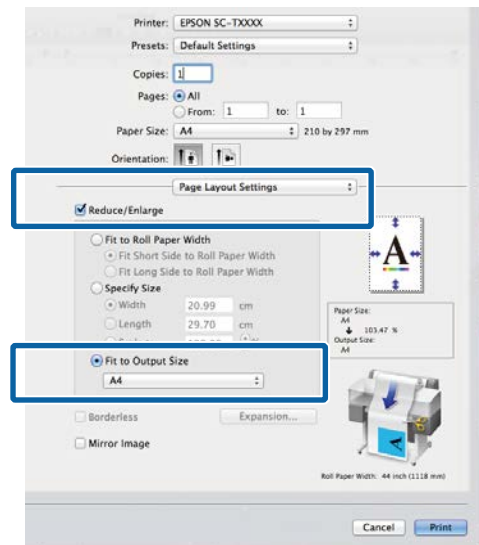 Printer: EPSON SC-TXXXX
Presets: Default Settings
Copies: 1
Pages: All
From: 1 to: 1
Paper Size: A4 210 by 297 mm
Orientation:
Page Layout Settings
Reduce/Enlarge
Fit to Roll Paper Width
Fit Short Side to Roll Paper Width
Fit Long Side to Roll Paper Width
Specify Size
Width 20.99 cm
Length 29.70 cm
Fit to Output Size
A4
Borderless Expansion...
Mirror Image
A
Paper Size:
A4
103.47 %
Output Size:
A4
Roll Paper Width: 44 inch (1118 mm)
Cancel Print